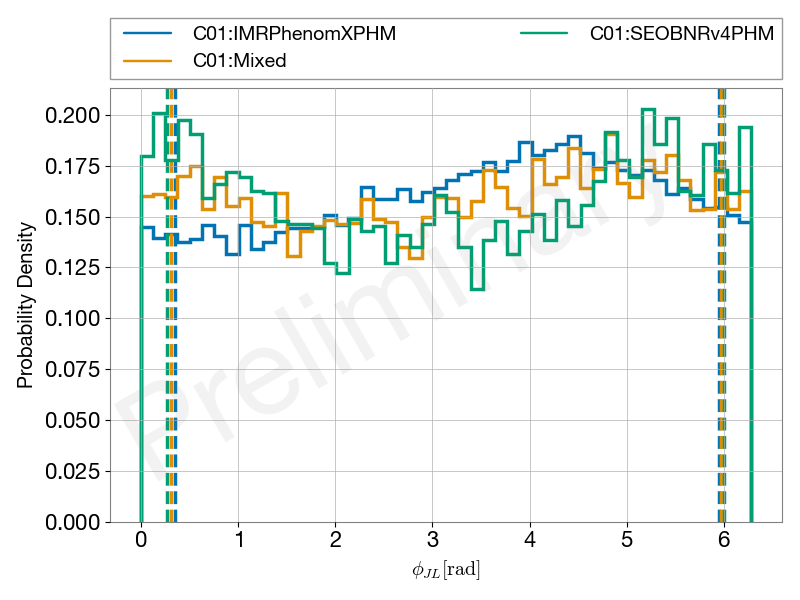 C01:IMRPhenomXPHM
C01:Mixed
C01:SEOBNRv4PHM
Probability Density
0.200
0.175
0.150
0.125
0.100
0.075
0.050
0.025
0.000
Preliminary
0 1 2 3 4 5 6
ϕ_JL[rad]